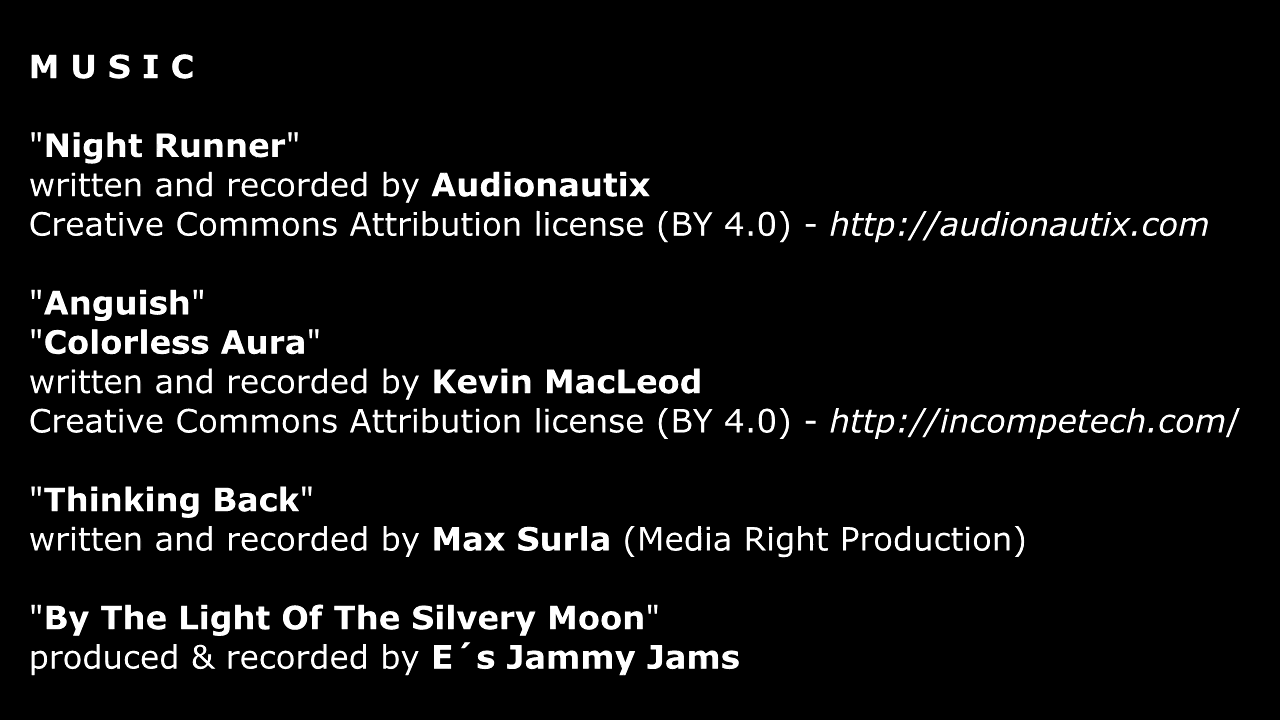 M U S I C
"Night Runner"
written and recorded by Audionautix
Creative Commons Attribution license (BY 4.0) - http://audionautix.com
"Anguish"
"Colorless Aura"
written and recorded by Kevin MacLeod
Creative Commons Attribution license (BY 4.0) - http://incompetech.com/
"Thinking Back"
written and recorded by Max Surla (Media Right Production)
"By The Light Of The Silvery Moon"
produced & recorded by E´s Jammy Jams